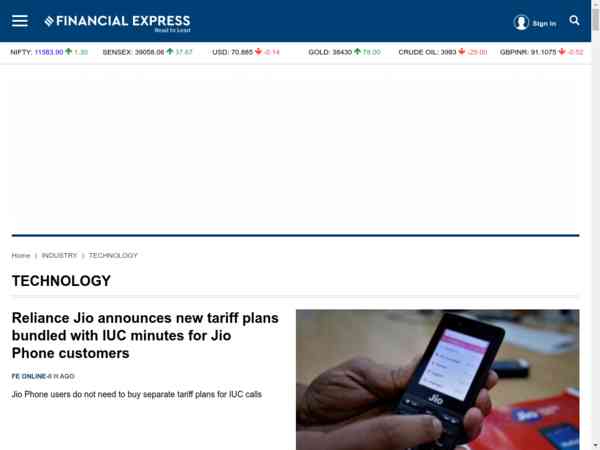 FINANCIAL EXPRESS
Read to Lead
Sign In
NIFTY: 11583.90 1.30 SENSEX: 39058.06 37.67 USD: 70.885 -0.14 GOLD: 38430 78.00 CRUDE OIL: 3983 -29.00 GBPINR: 91.1075 -0.52
Home | INDUSTRY | TECHNOLOGY
TECHNOLOGY
Reliance Jio announces new tariff plans
bundled with IUC minutes for Jio
Phone customers
FE ONLINE-8 H AGO
Jio Phone users do not need to buy separate tariff plans for IUC calls
Jio
Jio